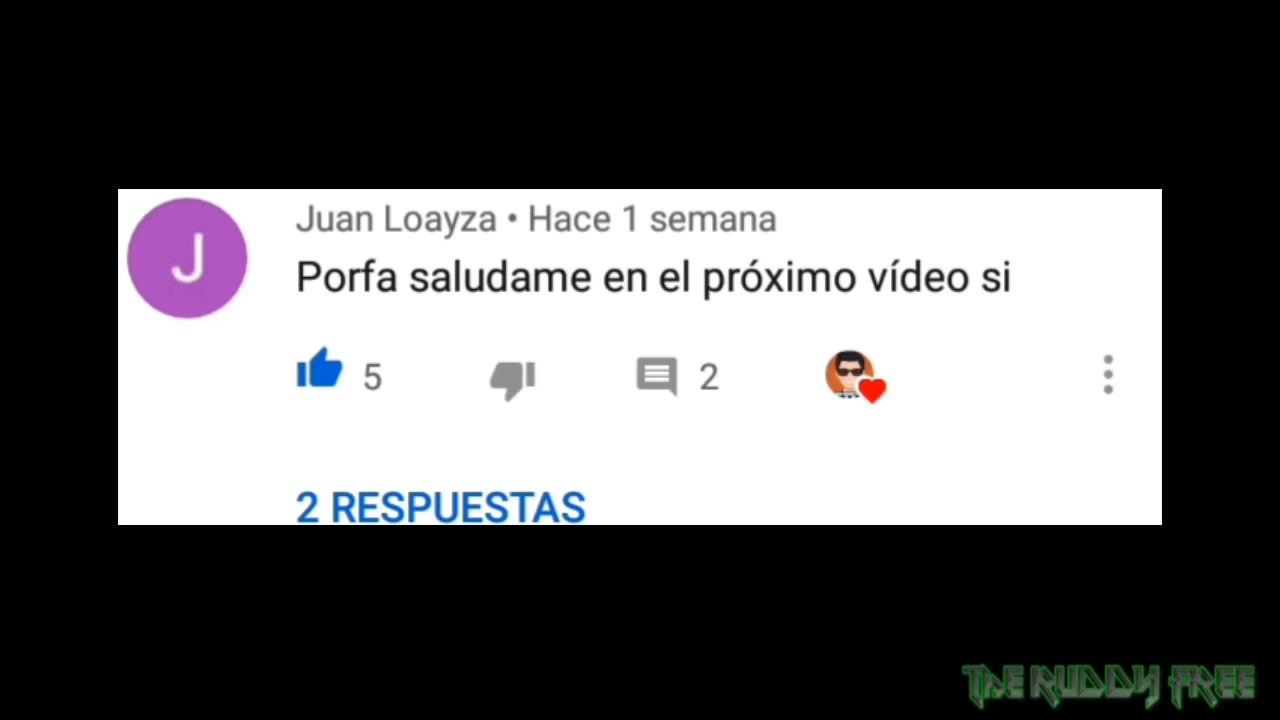 J
Juan Loayza • Hace 1 semana
Porfa saludame en el próximo vídeo si
5
2
2 RESPUESTAS
THE RUDDY FREE